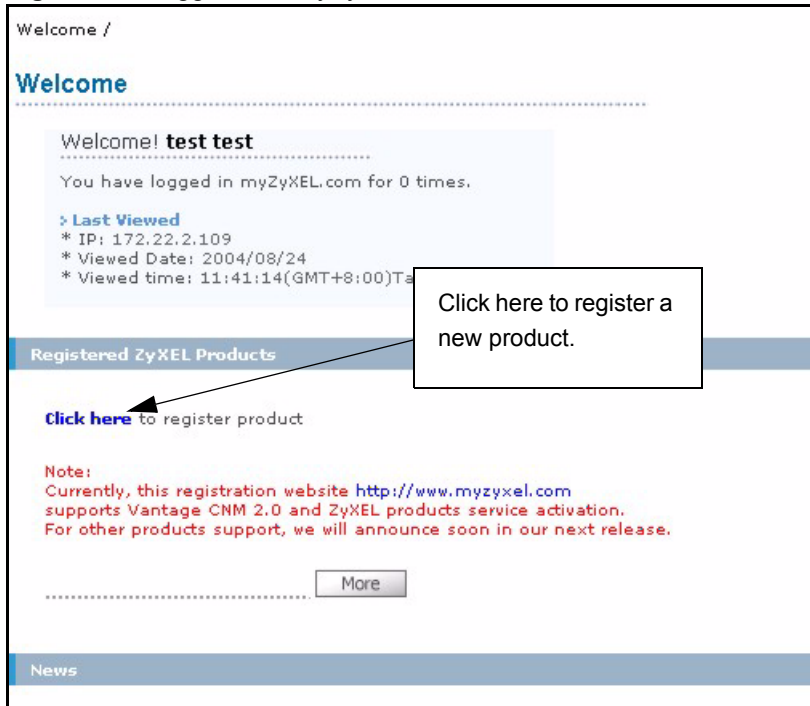 Welcome /
Welcome
Welcome! test test
You have logged in myZyXEL.com for 0 times.
> Last Viewed
* IP: 172.22.2.109
* Viewed Date: 2004/08/24
* Viewed time: 11:41:14(GMT+8:00)Ta
Click here to register a
new product.
Registered ZyXEL Products
Click here to register product
Note:
Currently, this registration website http://www.myzyxel.com
supports Vantage CNM 2.0 and ZyXEL products service activation.
For other products support, we will announce soon in our next release.
More
News